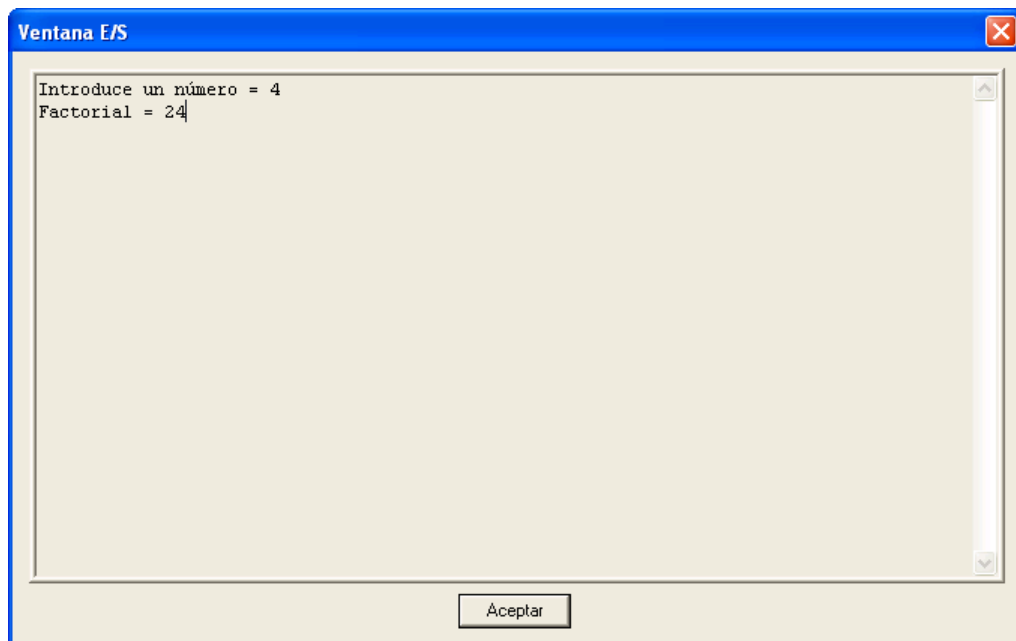 Ventana E/S
Introduce un número = 4
Factorial = 24
Aceptar